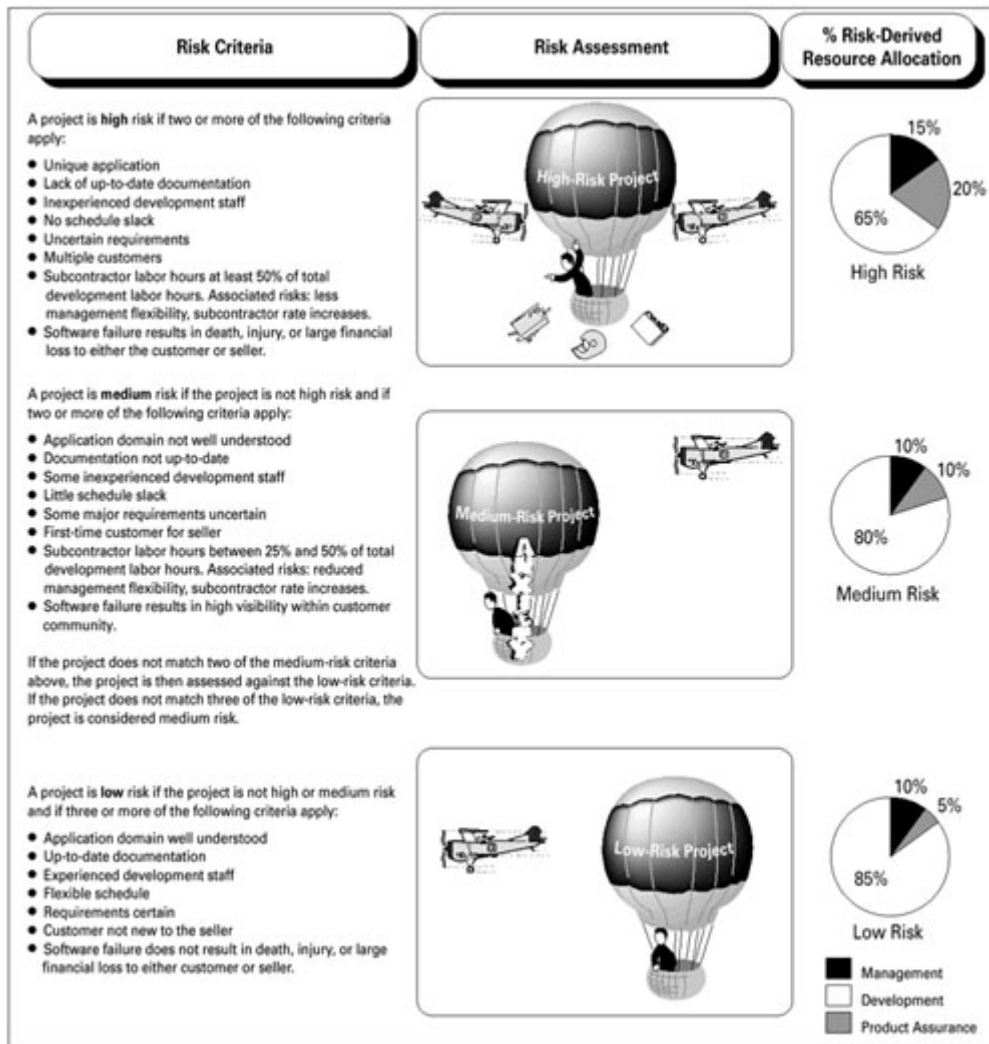 Risk Criteria
Risk Assessment
% Risk-Derived
Resource Allocation
A project is high risk if two or more of the following criteria
apply:
● Unique application
● Lack of up-to-date documentation
● Inexperienced development staff
● No schedule slack
● Uncertain requirements
● Multiple customers
● Subcontractor labor hours at least 50% of total
development labor hours. Associated risks: less
management flexibility, subcontractor rate increases.
● Software failure results in death, injury, or large financial
loss to either the customer or seller.
High-Risk Project
15%
20%
65%
High Risk
A project is medium risk if the project is not high risk and if
two or more of the following criteria apply:
● Application domain not well understood
● Documentation not up-to-date
● Some inexperienced development staff
● Little schedule slack
● Some major requirements uncertain
● First-time customer for seller
● Subcontractor labor hours between 25% and 50% of total
development labor hours. Associated risks: reduced
management flexibility, subcontractor rate increases.
● Software failure results in high visibility within customer
community.
If the project does not match two of the medium-risk criteria
above, the project is then assessed against the low-risk criteria.
If the project does not match three of the low-risk criteria, the
project is considered medium risk.
Medium-Risk Project
10%
10%
80%
Medium Risk
A project is low risk if the project is not high or medium risk
and if three or more of the following criteria apply:
● Application domain well understood
● Up-to-date documentation
● Experienced development staff
● Flexible schedule
● Requirements certain
● Customer not new to the seller
● Software failure does not result in death, injury, or large
financial loss to either customer or seller.
Low-Risk Project
10%
5%
85%
Low Risk
Management
Development
Product Assurance